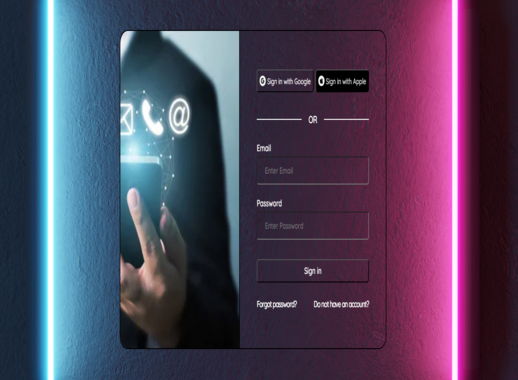 Sign in with Google
Sign in with Apple
OR
Email
Enter Email
Password
Enter Password
Sign in
Forgot password?
Do not have an account?